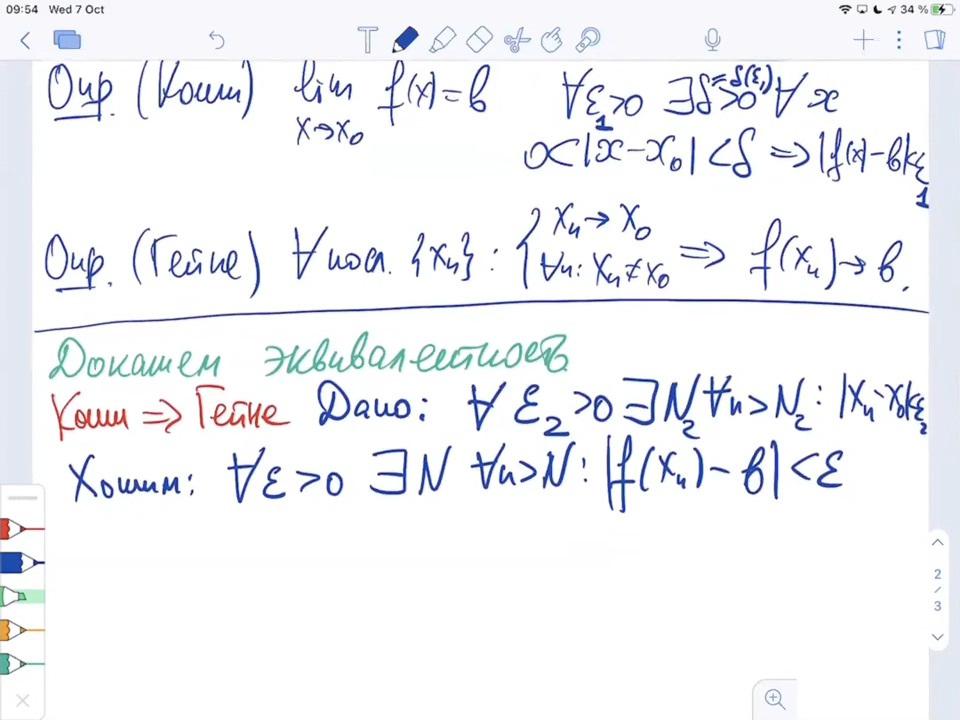 09:54 Wed 7 Oct 34 %
Опр. (Коши) lim f(x) = b ∀ε₁>0 ∃δ>0 =δ(ε₁) ∀x
x→x₀
0<|x-x₀|<δ => |f(x)-b|<ε₁
Опр. (Гейне) ∀ посл. {xₙ} : { xₙ → x₀ => f(xₙ) → b.
∀n: xₙ ≠ x₀
Докажем эквивалентность.
Коши => Гейне Дано: ∀ ε₂>0 ∃N₂ ∀n>N₂: |xₙ-x₀|<ε₂
Хотим: ∀ε>0 ∃N ∀n>N: |f(xₙ)-b|<ε
2
/
3